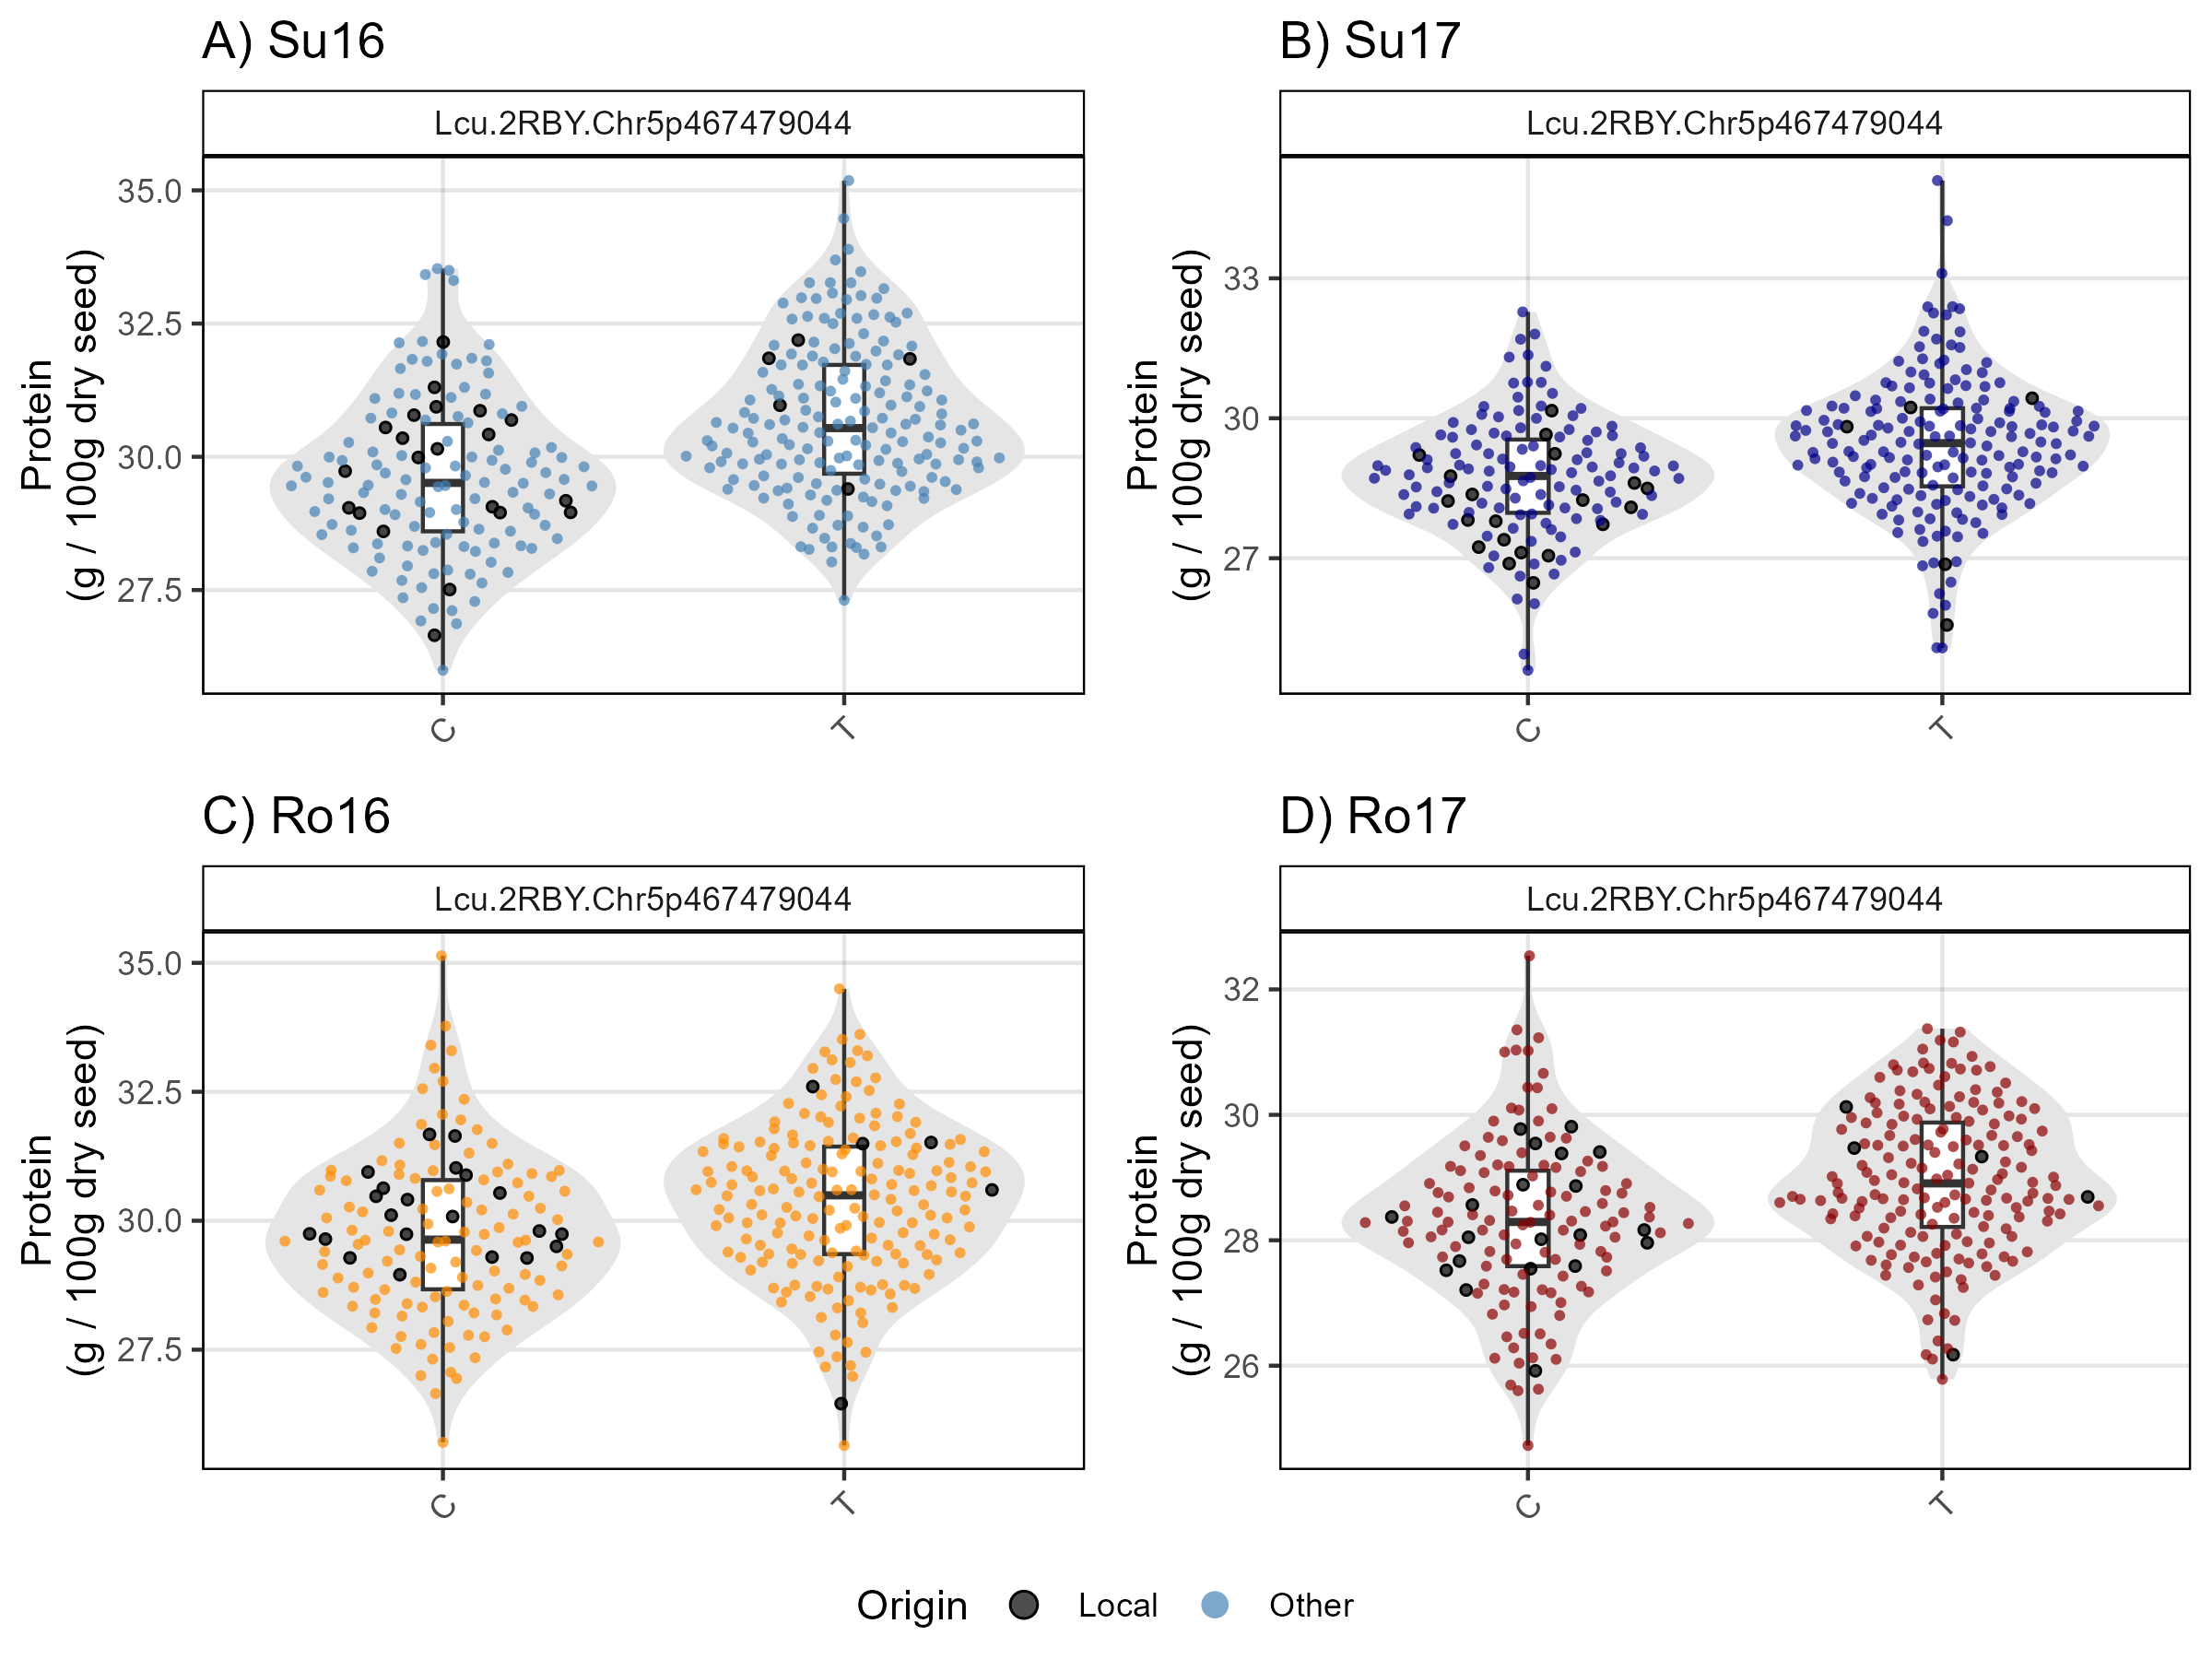 A) Su16
Lcu.2RBY.Chr5p467479044
Protein
(g / 100g dry seed)
35.0
32.5
30.0
27.5
C
T
B) Su17
Lcu.2RBY.Chr5p467479044
Protein
(g / 100g dry seed)
33
30
27
C
T
C) Ro16
Lcu.2RBY.Chr5p467479044
Protein
(g / 100g dry seed)
35.0
32.5
30.0
27.5
C
T
D) Ro17
Lcu.2RBY.Chr5p467479044
Protein
(g / 100g dry seed)
32
30
28
26
C
T
Origin Local Other